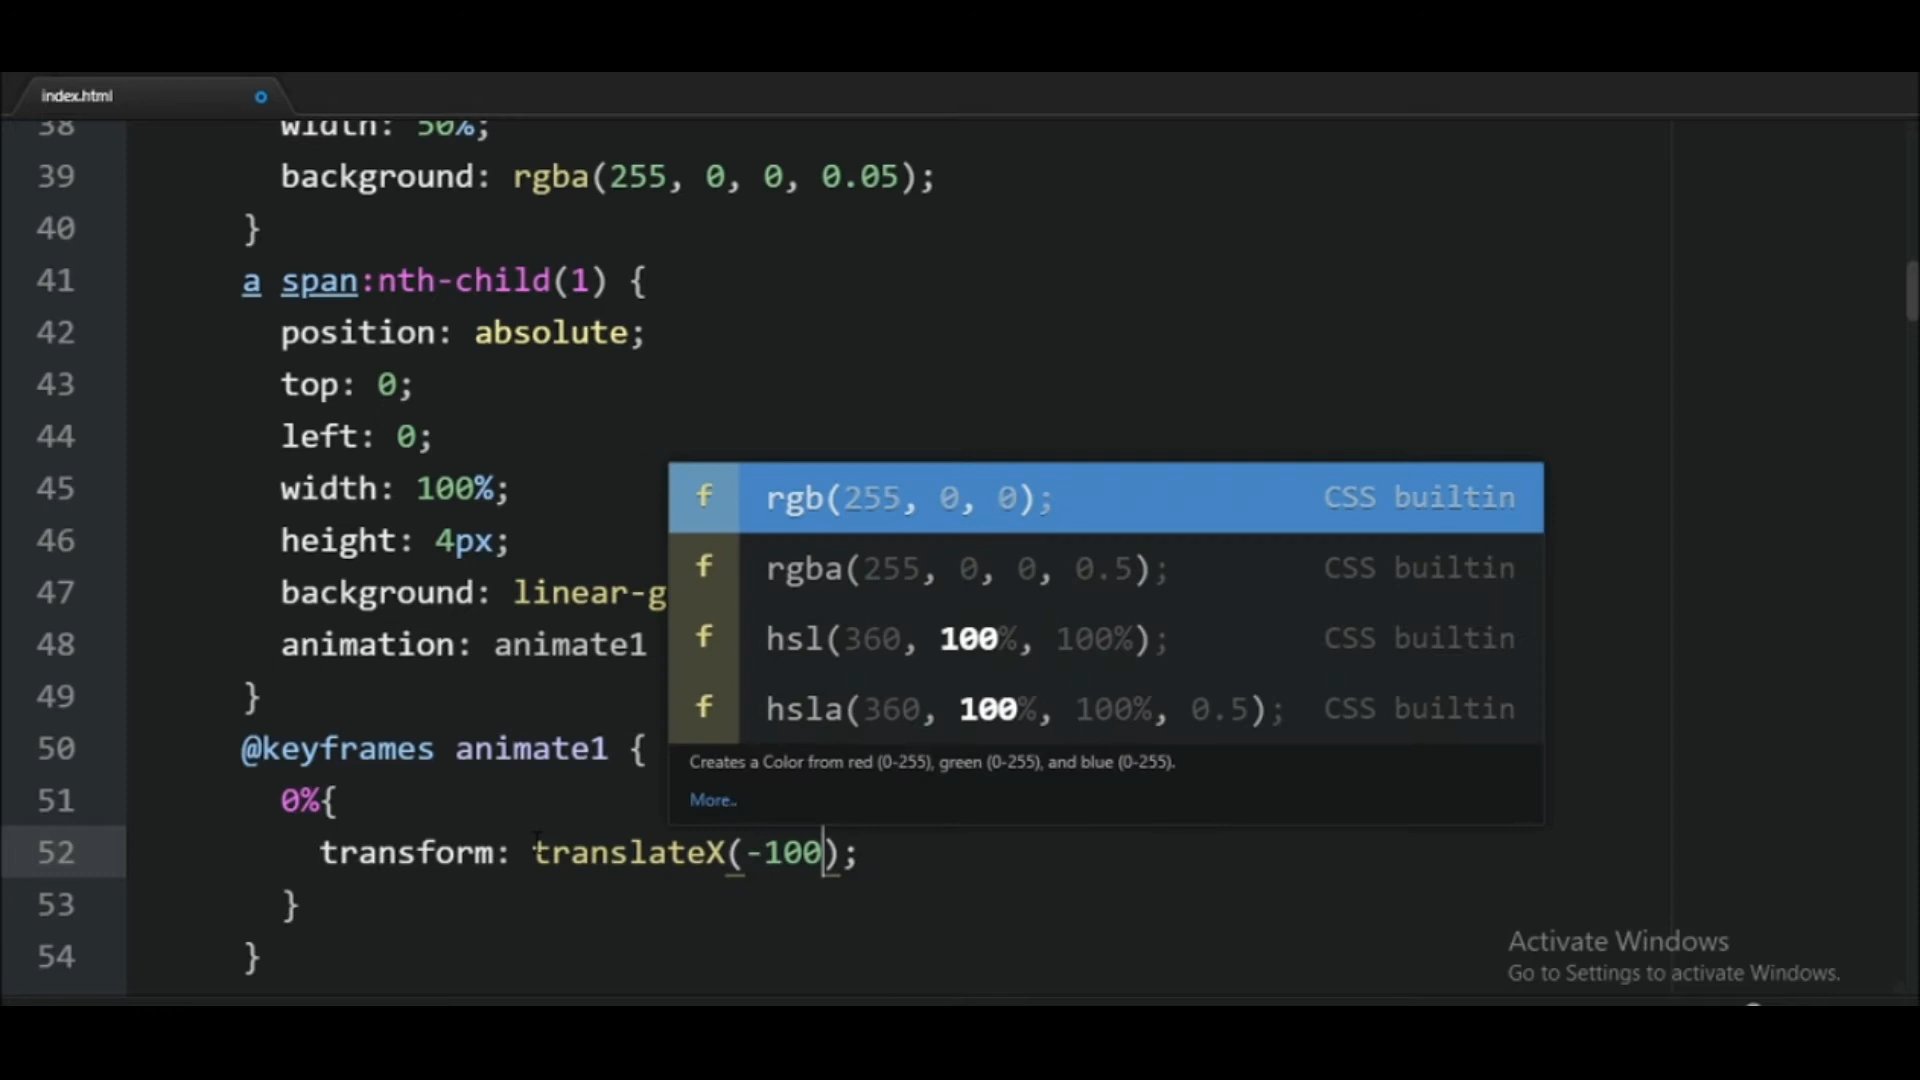 index.html
38 width: 50%;
39 background: rgba(255, 0, 0, 0.05);
40 }
41 a span:nth-child(1) {
42 position: absolute;
43 top: 0;
44 left: 0;
45 width: 100%;
46 height: 4px;
47 background: linear-g
48 animation: animate1
49 }
50 @keyframes animate1 {
51 0%{
52 transform: translateX(-100);
53 }
54 }
f rgb(255, 0, 0); CSS builtin
f rgba(255, 0, 0, 0.5); CSS builtin
f hsl(360, 100%, 100%); CSS builtin
f hsla(360, 100%, 100%, 0.5); CSS builtin
Creates a Color from red (0-255), green (0-255), and blue (0-255).
More..
Activate Windows
Go to Settings to activate Windows.